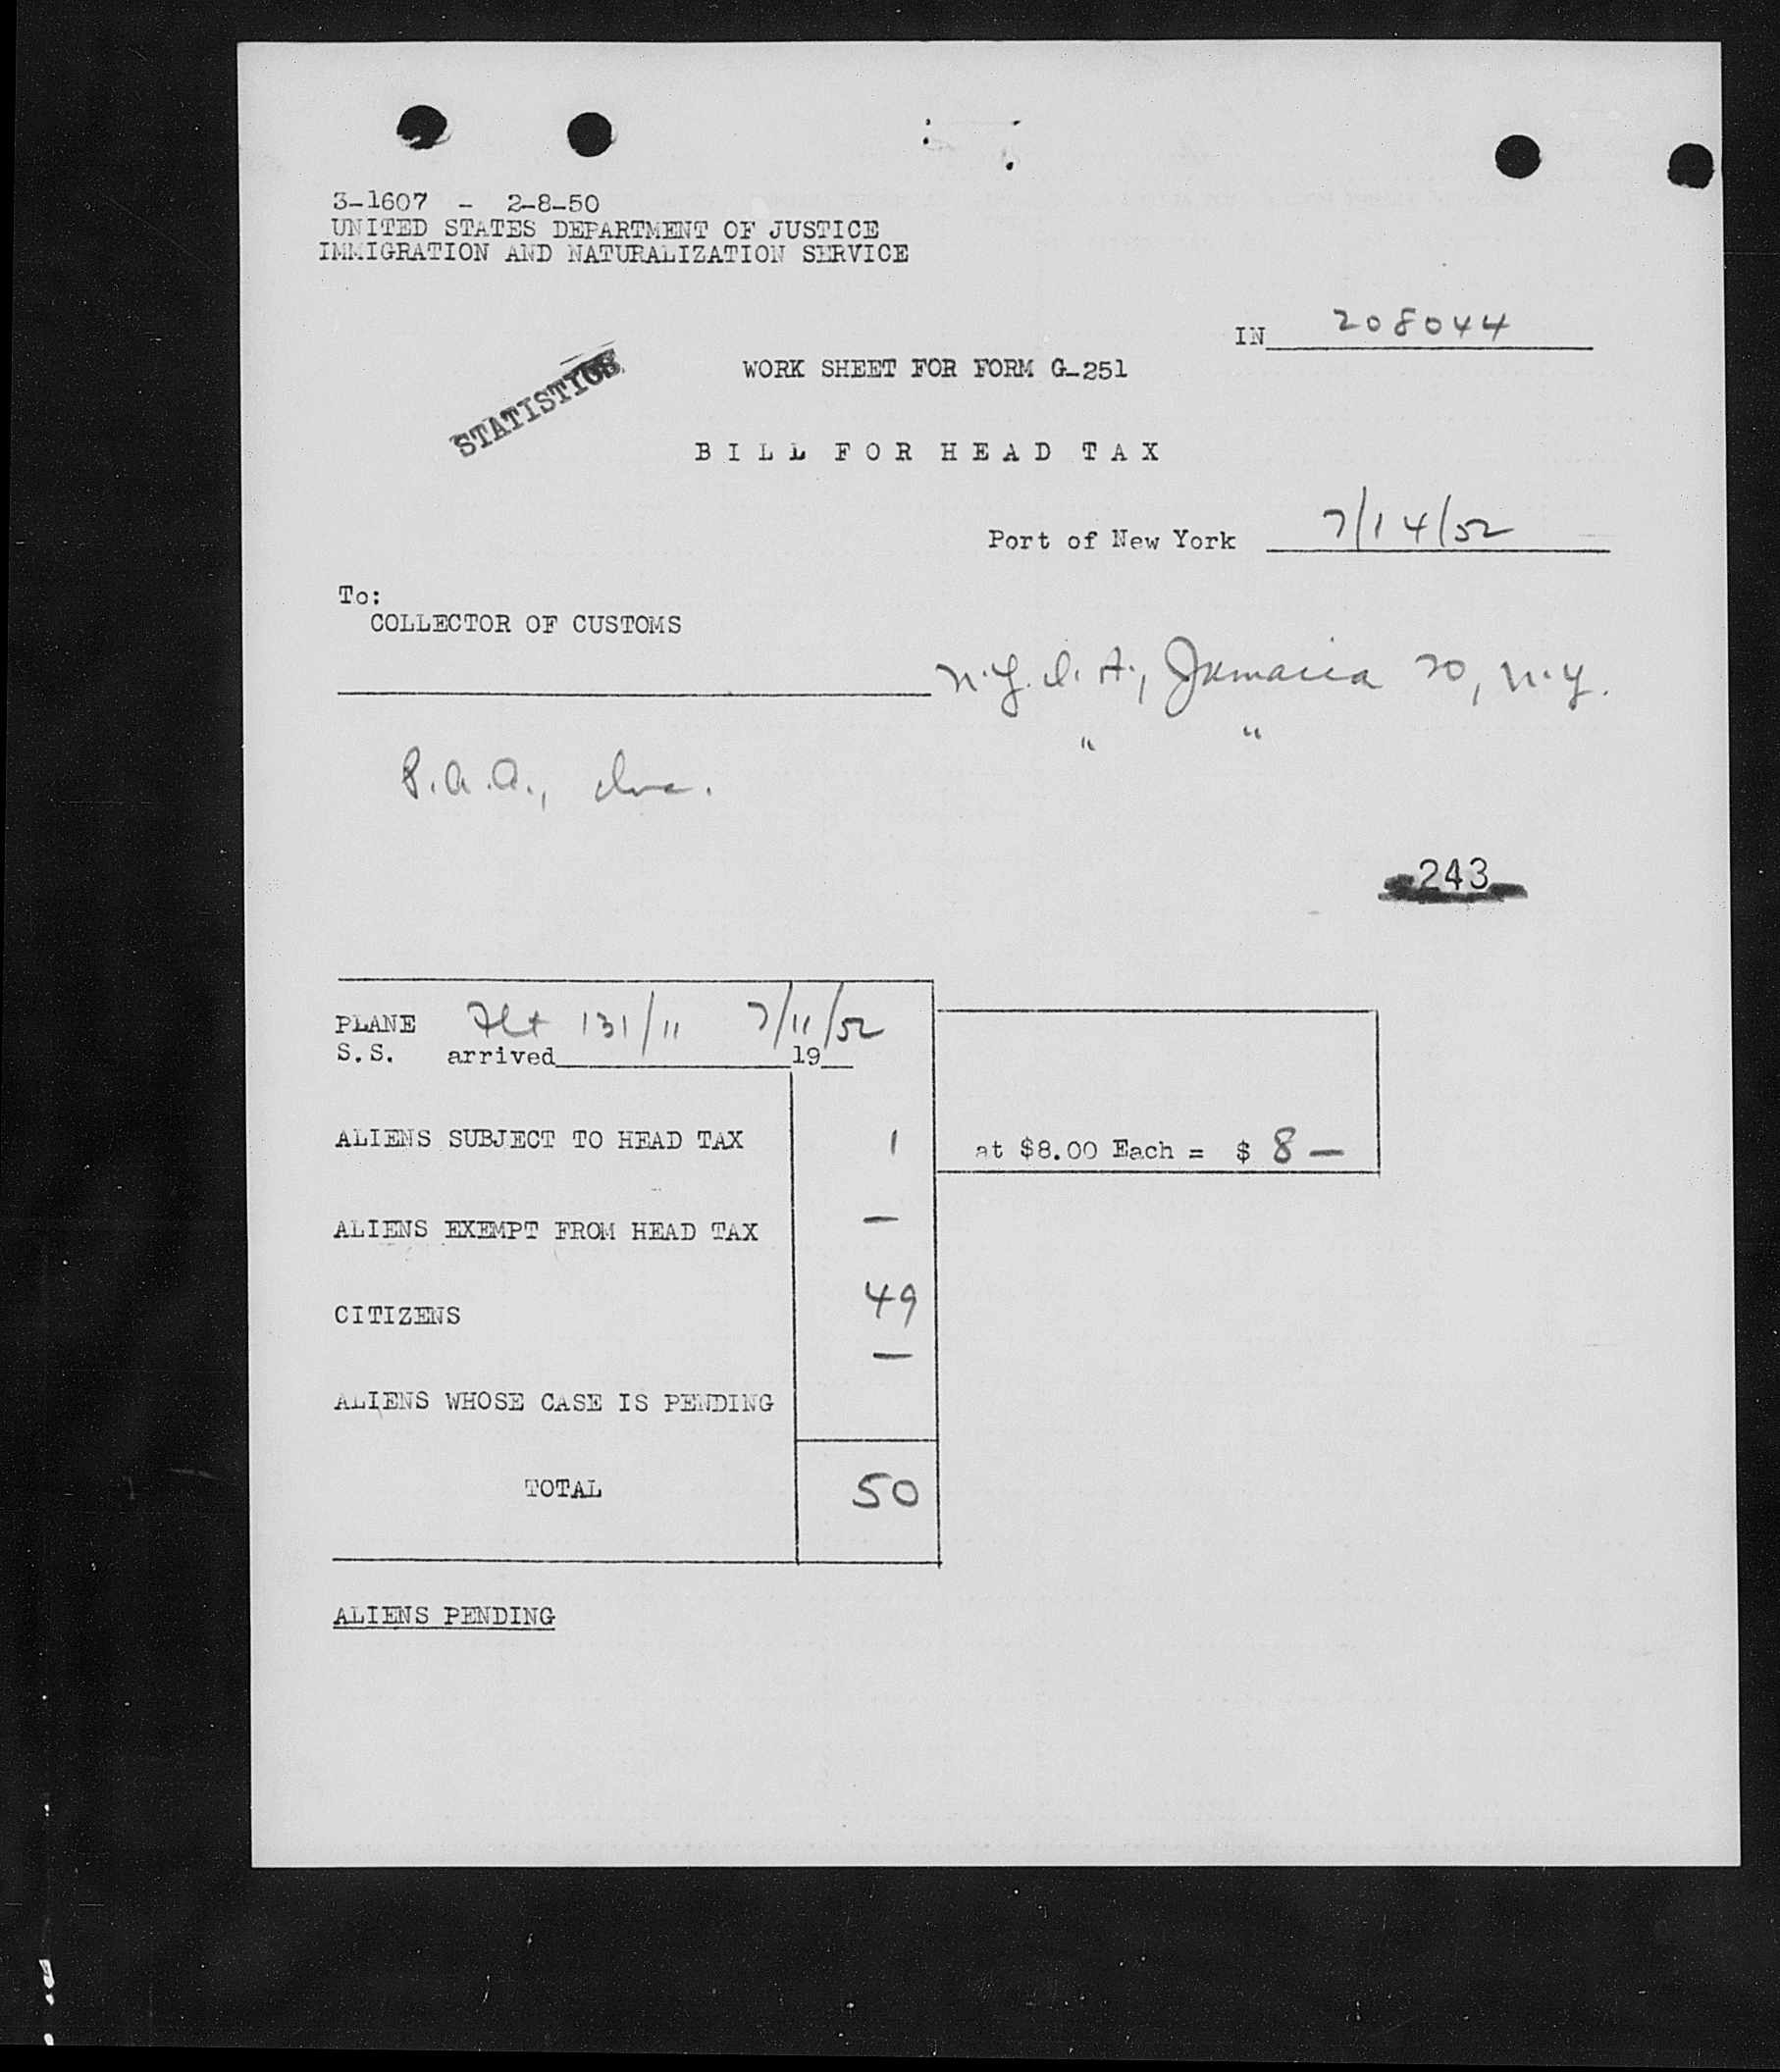 3-1607 - 2-8-50
UNITED STATES DEPARTMENT OF JUSTICE
IMMIGRATION AND NATURALIZATION SERVICE
IN 208044
STATISTICS
WORK SHEET FOR FORM G-251
BILL FOR HEAD TAX
Port of New York 7/14/52
To:
COLLECTOR OF CUSTOMS
N.Y.I.A., Jamaica 30, N.Y.
" "
P.A.A., Inc.
243
PLANE Flt 131/11 7/11/52
S.S. arrived 19
ALIENS SUBJECT TO HEAD TAX 1 at $8.00 Each = $ 8 —
ALIENS EXEMPT FROM HEAD TAX —
CITIZENS 49
—
ALIENS WHOSE CASE IS PENDING
TOTAL 50
ALIENS PENDING